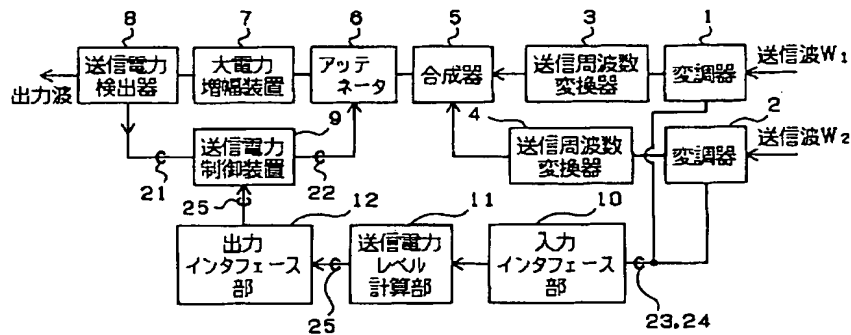 8
7
6
5
3
1
送信電力
検出器
大電力
増幅装置
アッテ
ネータ
合成器
送信周波数
変換器
変調器
送信波W₁
出力波
9
4
2
送信電力
制御装置
送信周波数
変換器
変調器
送信波W₂
21
22
25
12
11
10
出力
インタフェース
部
送信電力
レベル
計算部
入力
インタフェース
部
25
23,24